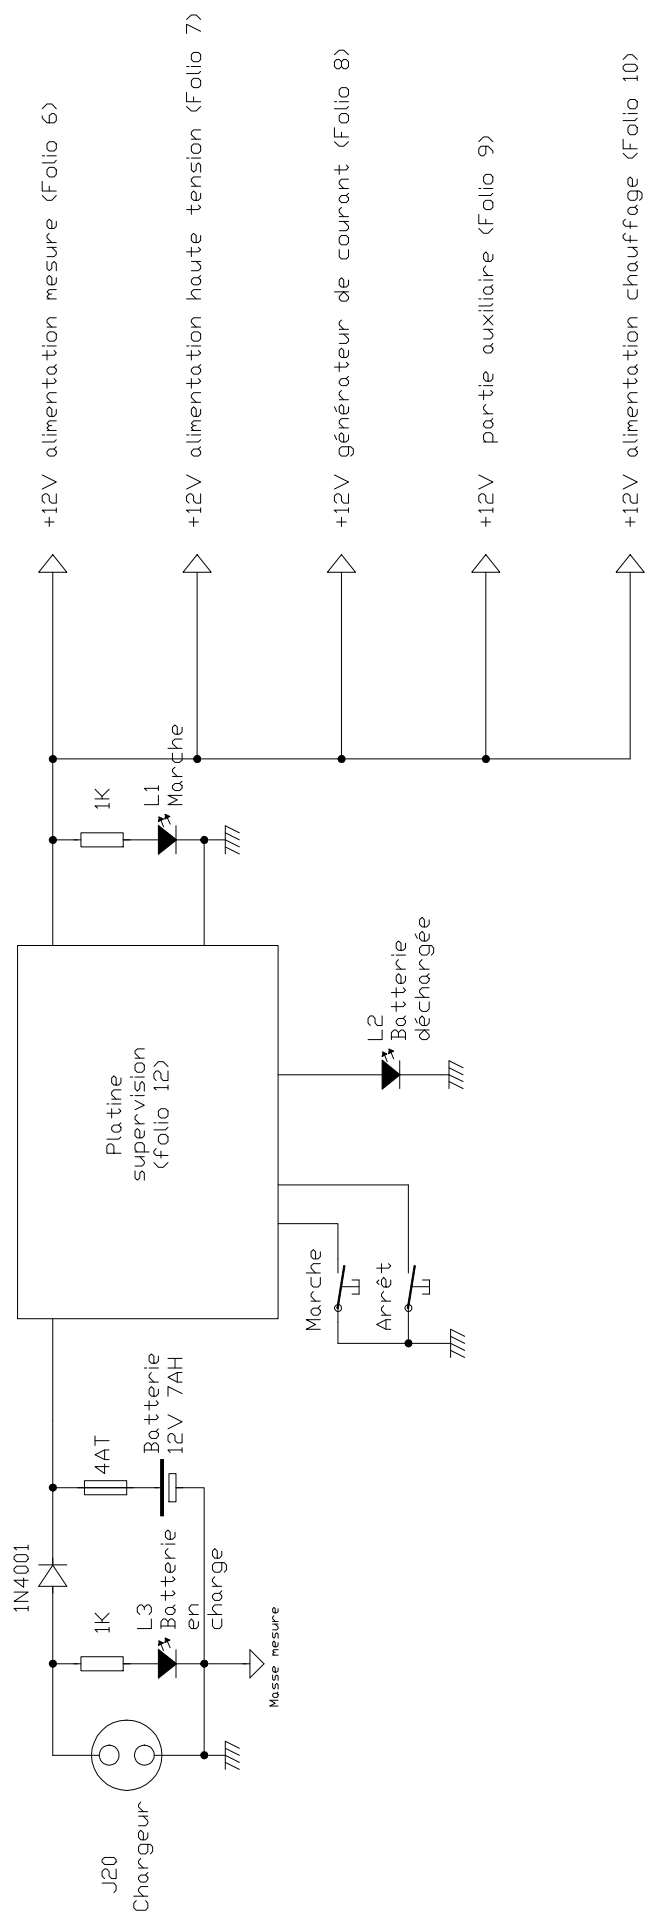 +12V alimentation mesure (Folio 6)
+12V alimentation haute tension (Folio 7)
+12V générateur de courant (Folio 8)
+12V partie auxiliaire (Folio 9)
+12V alimentation chauffage (Folio 10)
1K
L1
Marche
Platine
supervision
(folio 12)
L2
Batterie
déchargée
Marche
Arrêt
4AT
Batterie
12V 7AH
1N4001
1K
L3
Batterie
en
charge
Masse mesure
J20
Chargeur